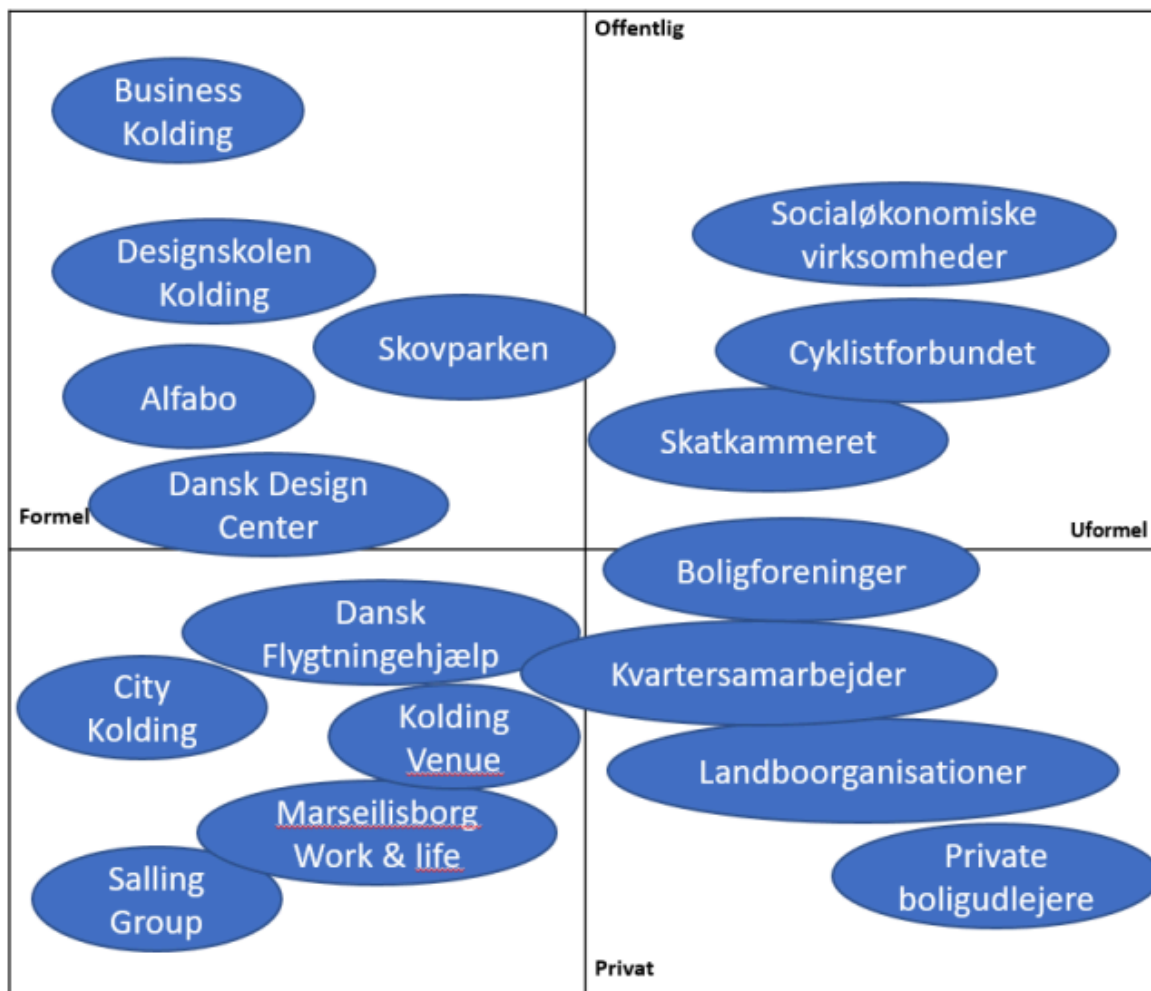 Offentlig
Business
Kolding
Socialøkonomiske
virksomheder
Designskolen
Kolding
Skovparken
Cyklistforbundet
Alfabo
Skatkammeret
Dansk Design
Center
Formel
Uformel
Boligforeninger
Dansk
Flygtningehjælp
Kvartersamarbejder
City
Kolding
Kolding
Venue
Landboorganisationer
Marseilisborg
Work & life
Private
boligudlejere
Salling
Group
Privat